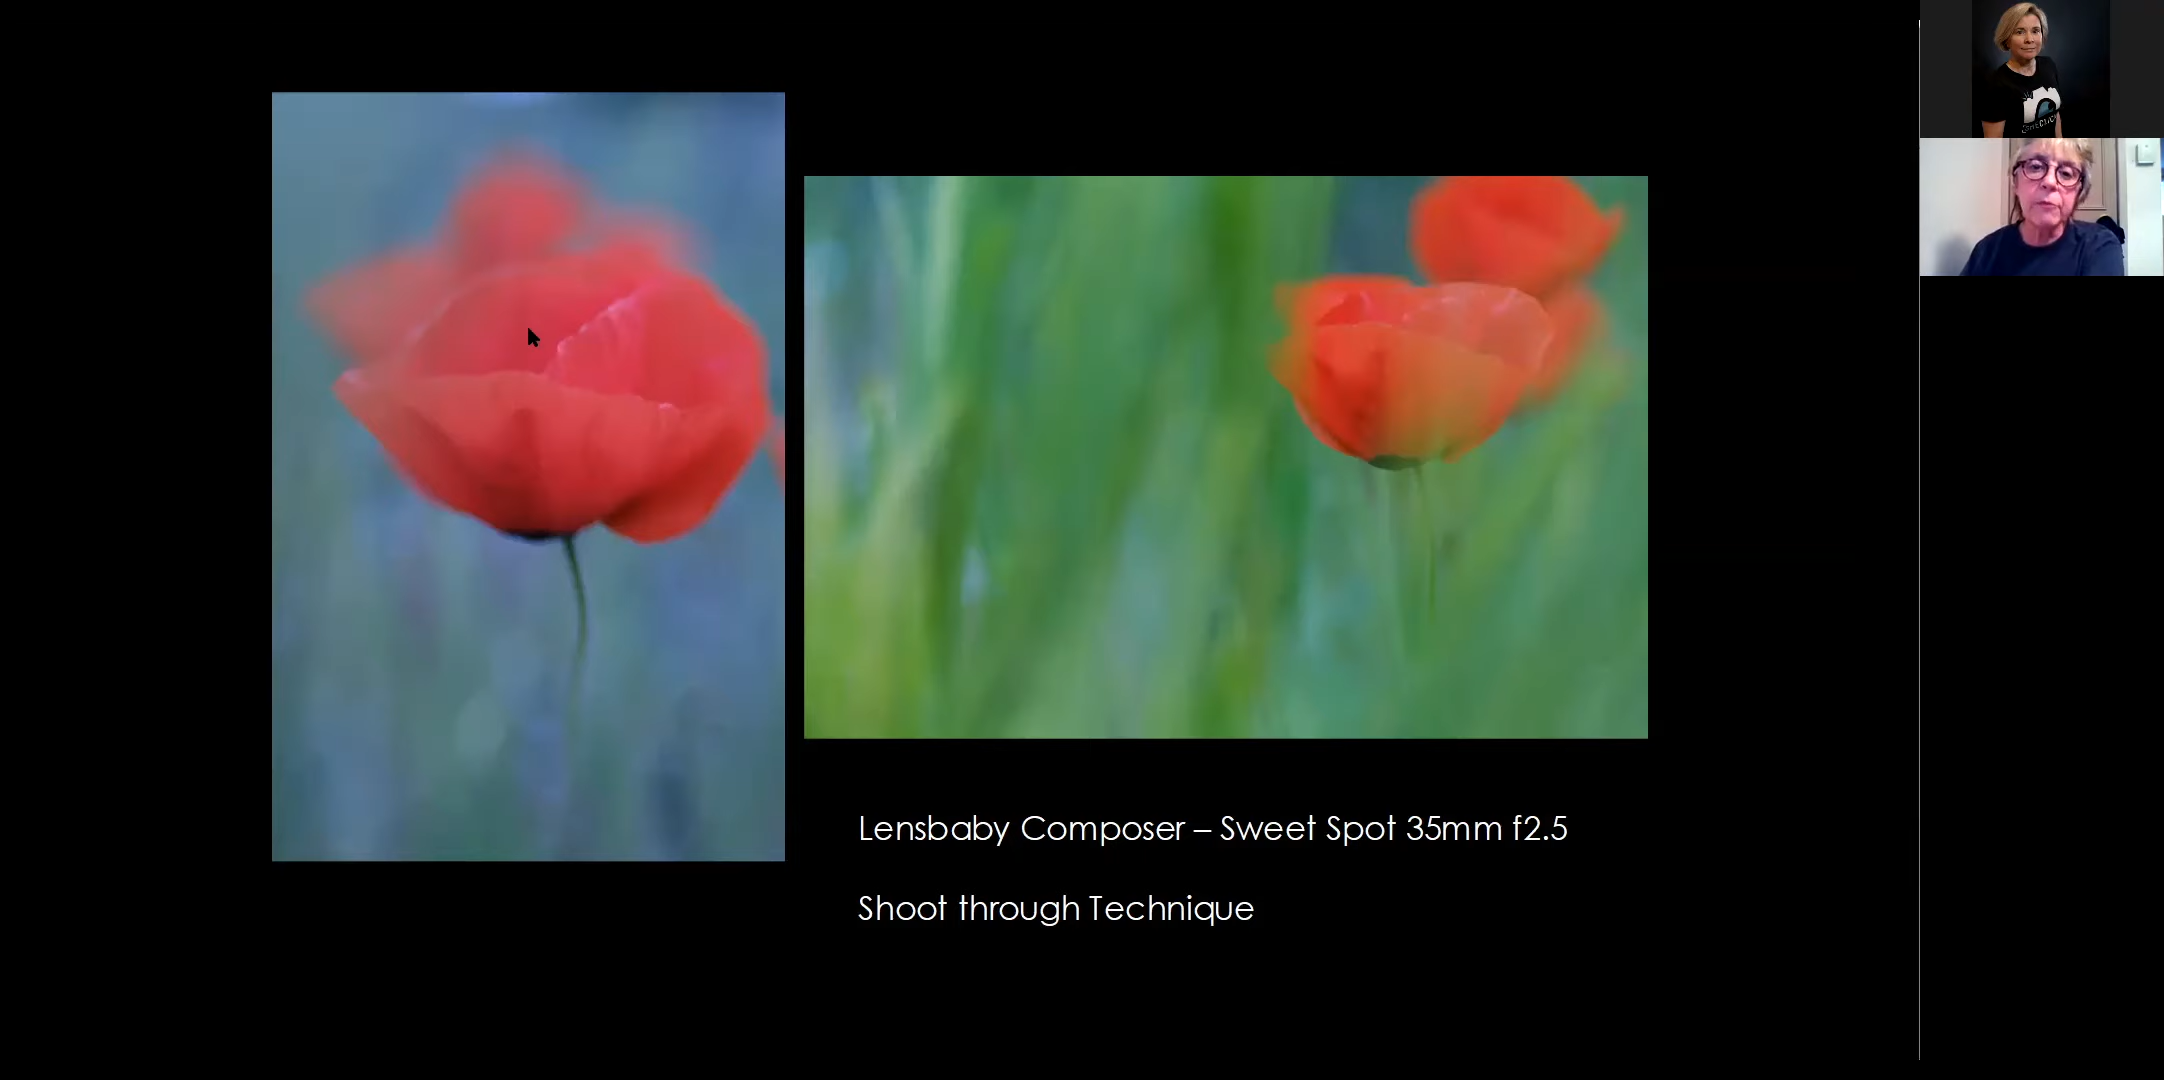 Lensbaby Composer – Sweet Spot 35mm f2.5
Shoot through Technique